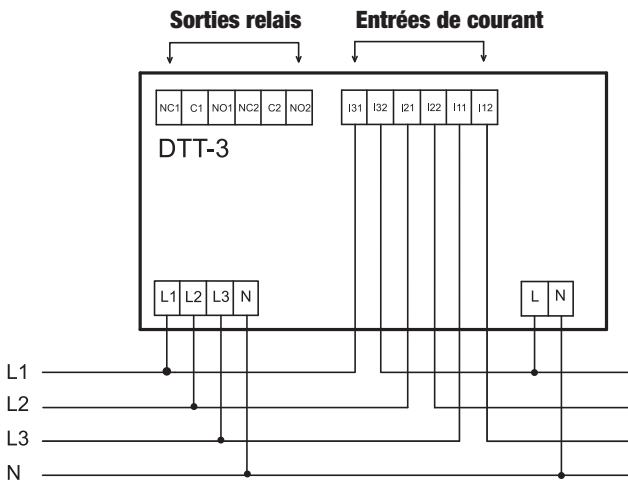 Sorties relais Entrées de courant
NC1 C1 NO1 NC2 C2 NO2 I31 I32 I21 I22 I11 I12
DTT-3
L1 L2 L3 N L N
L1
L2
L3
N